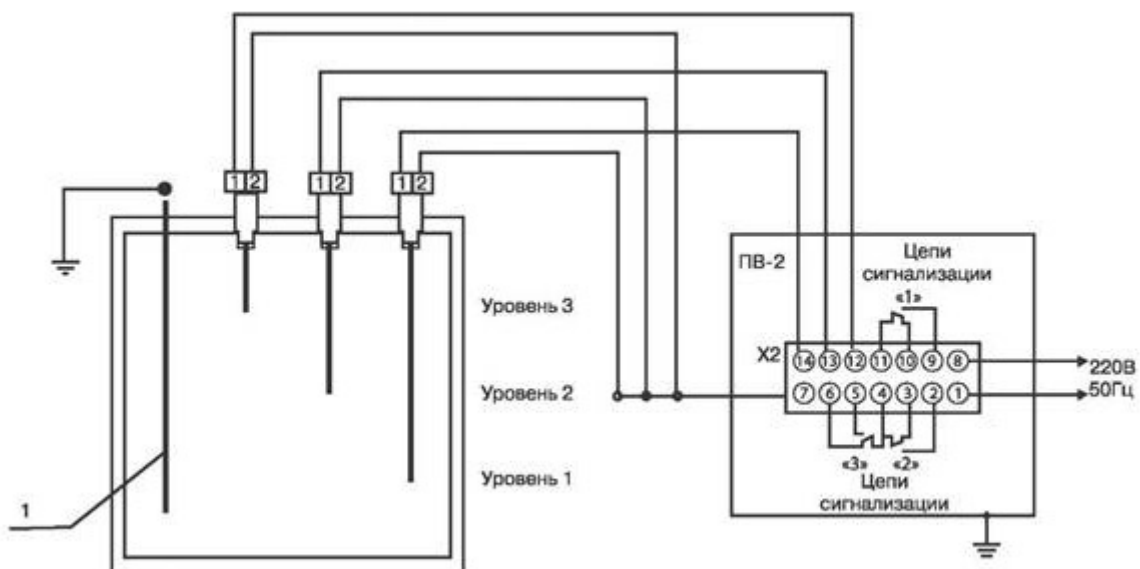 1 2
1 2
1 2
ПВ-2
Цепи
сигнализации
«1»
Уровень 3
X2
14 13 12 11 10 9 8
220В
Уровень 2
7 6 5 4 3 2 1
50Гц
«3» «2»
Уровень 1
Цепи
сигнализации
1